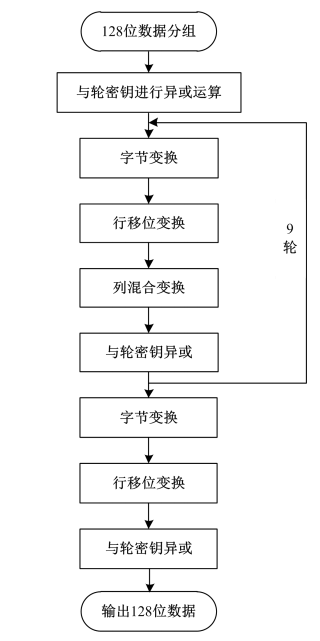 128位数据分组
与轮密钥进行异或运算
字节变换
行移位变换
9
轮
列混合变换
与轮密钥异或
字节变换
行移位变换
与轮密钥异或
输出128位数据